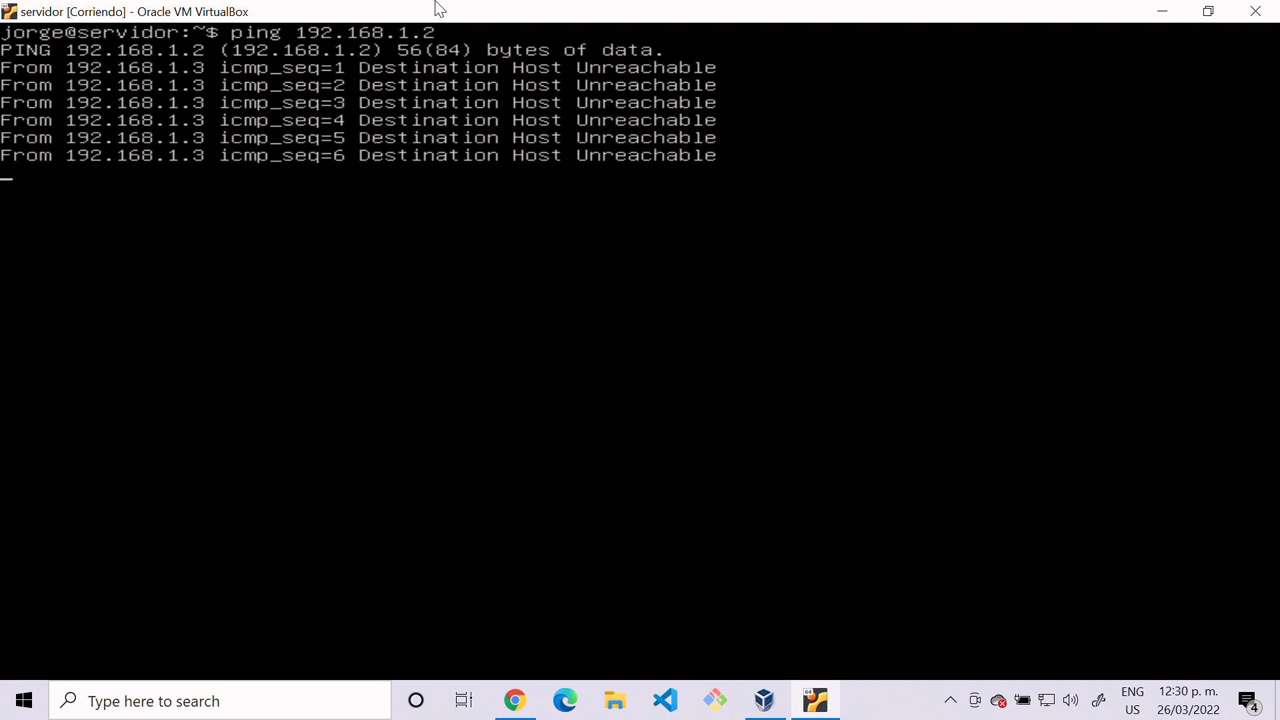 servidor [Corriendo] - Oracle VM VirtualBox
jorge@servidor:~$ ping 192.168.1.2
PING 192.168.1.2 (192.168.1.2) 56(84) bytes of data.
From 192.168.1.3 icmp_seq=1 Destination Host Unreachable
From 192.168.1.3 icmp_seq=2 Destination Host Unreachable
From 192.168.1.3 icmp_seq=3 Destination Host Unreachable
From 192.168.1.3 icmp_seq=4 Destination Host Unreachable
From 192.168.1.3 icmp_seq=5 Destination Host Unreachable
From 192.168.1.3 icmp_seq=6 Destination Host Unreachable
Type here to search
ENG
US
12:30 p. m.
26/03/2022
4
64